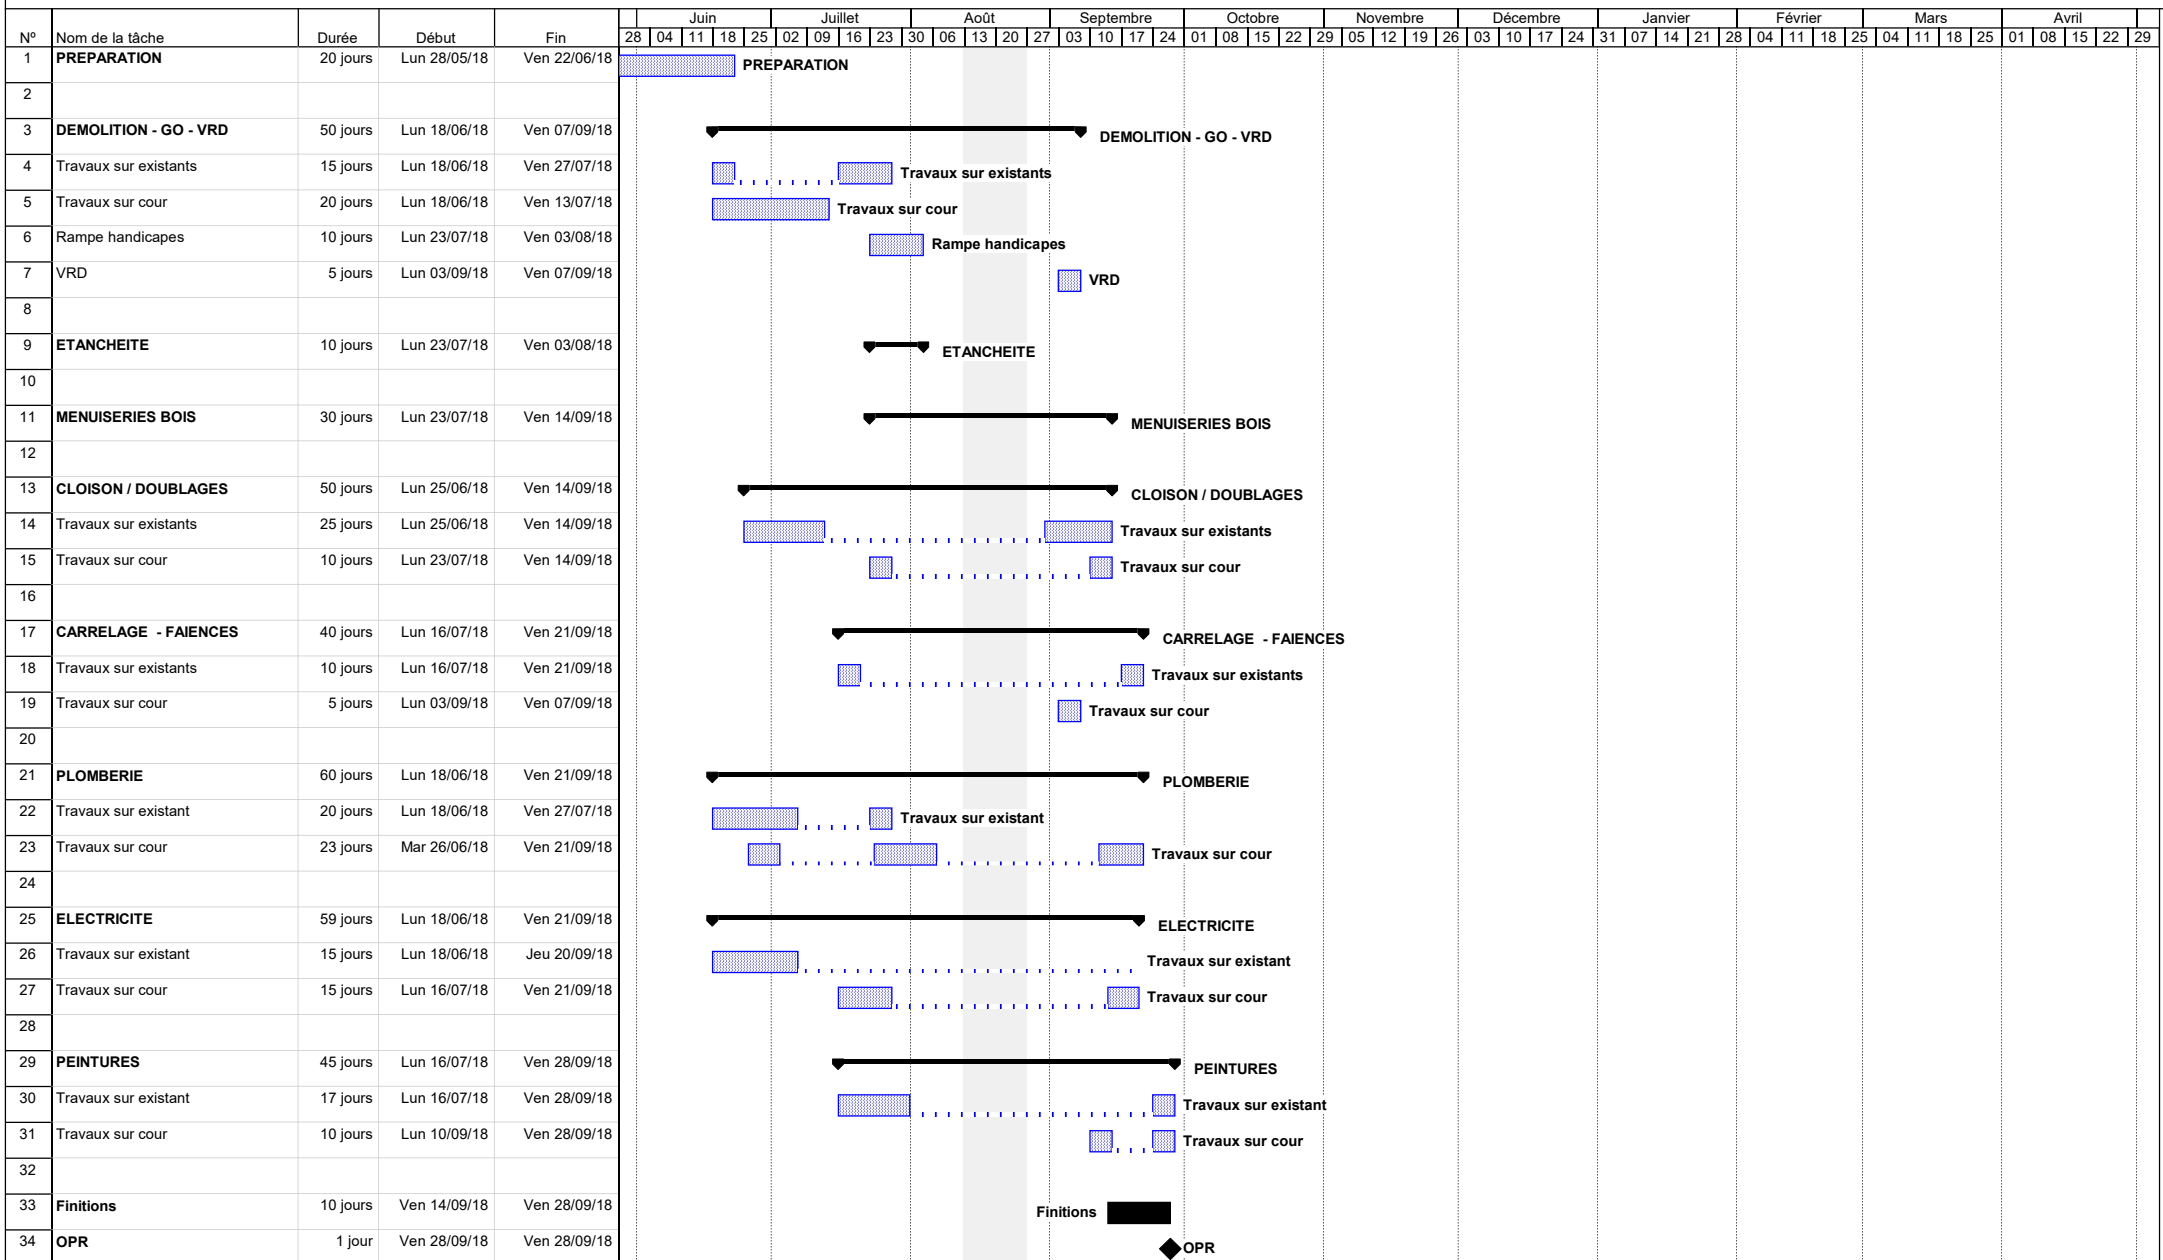 Juin Juillet Août Septembre Octobre Novembre Décembre Janvier Février Mars Avril
Nº Nom de la tâche Durée Début Fin 28 04 11 18 25 02 09 16 23 30 06 13 20 27 03 10 17 24 01 08 15 22 29 05 12 19 26 03 10 17 24 31 07 14 21 28 04 11 18 25 04 11 18 25 01 08 15 22 29
1 PREPARATION 20 jours Lun 28/05/18 Ven 22/06/18 PREPARATION
2
3 DEMOLITION - GO - VRD 50 jours Lun 18/06/18 Ven 07/09/18 DEMOLITION - GO - VRD
4 Travaux sur existants 15 jours Lun 18/06/18 Ven 27/07/18 Travaux sur existants
5 Travaux sur cour 20 jours Lun 18/06/18 Ven 13/07/18 Travaux sur cour
6 Rampe handicapes 10 jours Lun 23/07/18 Ven 03/08/18 Rampe handicapes
7 VRD 5 jours Lun 03/09/18 Ven 07/09/18 VRD
8
9 ETANCHEITE 10 jours Lun 23/07/18 Ven 03/08/18 ETANCHEITE
10
11 MENUISERIES BOIS 30 jours Lun 23/07/18 Ven 14/09/18 MENUISERIES BOIS
12
13 CLOISON / DOUBLAGES 50 jours Lun 25/06/18 Ven 14/09/18 CLOISON / DOUBLAGES
14 Travaux sur existants 25 jours Lun 25/06/18 Ven 14/09/18 Travaux sur existants
15 Travaux sur cour 10 jours Lun 23/07/18 Ven 14/09/18 Travaux sur cour
16
17 CARRELAGE - FAIENCES 40 jours Lun 16/07/18 Ven 21/09/18 CARRELAGE - FAIENCES
18 Travaux sur existants 10 jours Lun 16/07/18 Ven 21/09/18 Travaux sur existants
19 Travaux sur cour 5 jours Lun 03/09/18 Ven 07/09/18 Travaux sur cour
20
21 PLOMBERIE 60 jours Lun 18/06/18 Ven 21/09/18 PLOMBERIE
22 Travaux sur existant 20 jours Lun 18/06/18 Ven 27/07/18 Travaux sur existant
23 Travaux sur cour 23 jours Mar 26/06/18 Ven 21/09/18 Travaux sur cour
24
25 ELECTRICITE 59 jours Lun 18/06/18 Ven 21/09/18 ELECTRICITE
26 Travaux sur existant 15 jours Lun 18/06/18 Jeu 20/09/18 Travaux sur existant
27 Travaux sur cour 15 jours Lun 16/07/18 Ven 21/09/18 Travaux sur cour
28
29 PEINTURES 45 jours Lun 16/07/18 Ven 28/09/18 PEINTURES
30 Travaux sur existant 17 jours Lun 16/07/18 Ven 28/09/18 Travaux sur existant
31 Travaux sur cour 10 jours Lun 10/09/18 Ven 28/09/18 Travaux sur cour
32
33 Finitions 10 jours Ven 14/09/18 Ven 28/09/18 Finitions
34 OPR 1 jour Ven 28/09/18 Ven 28/09/18 OPR